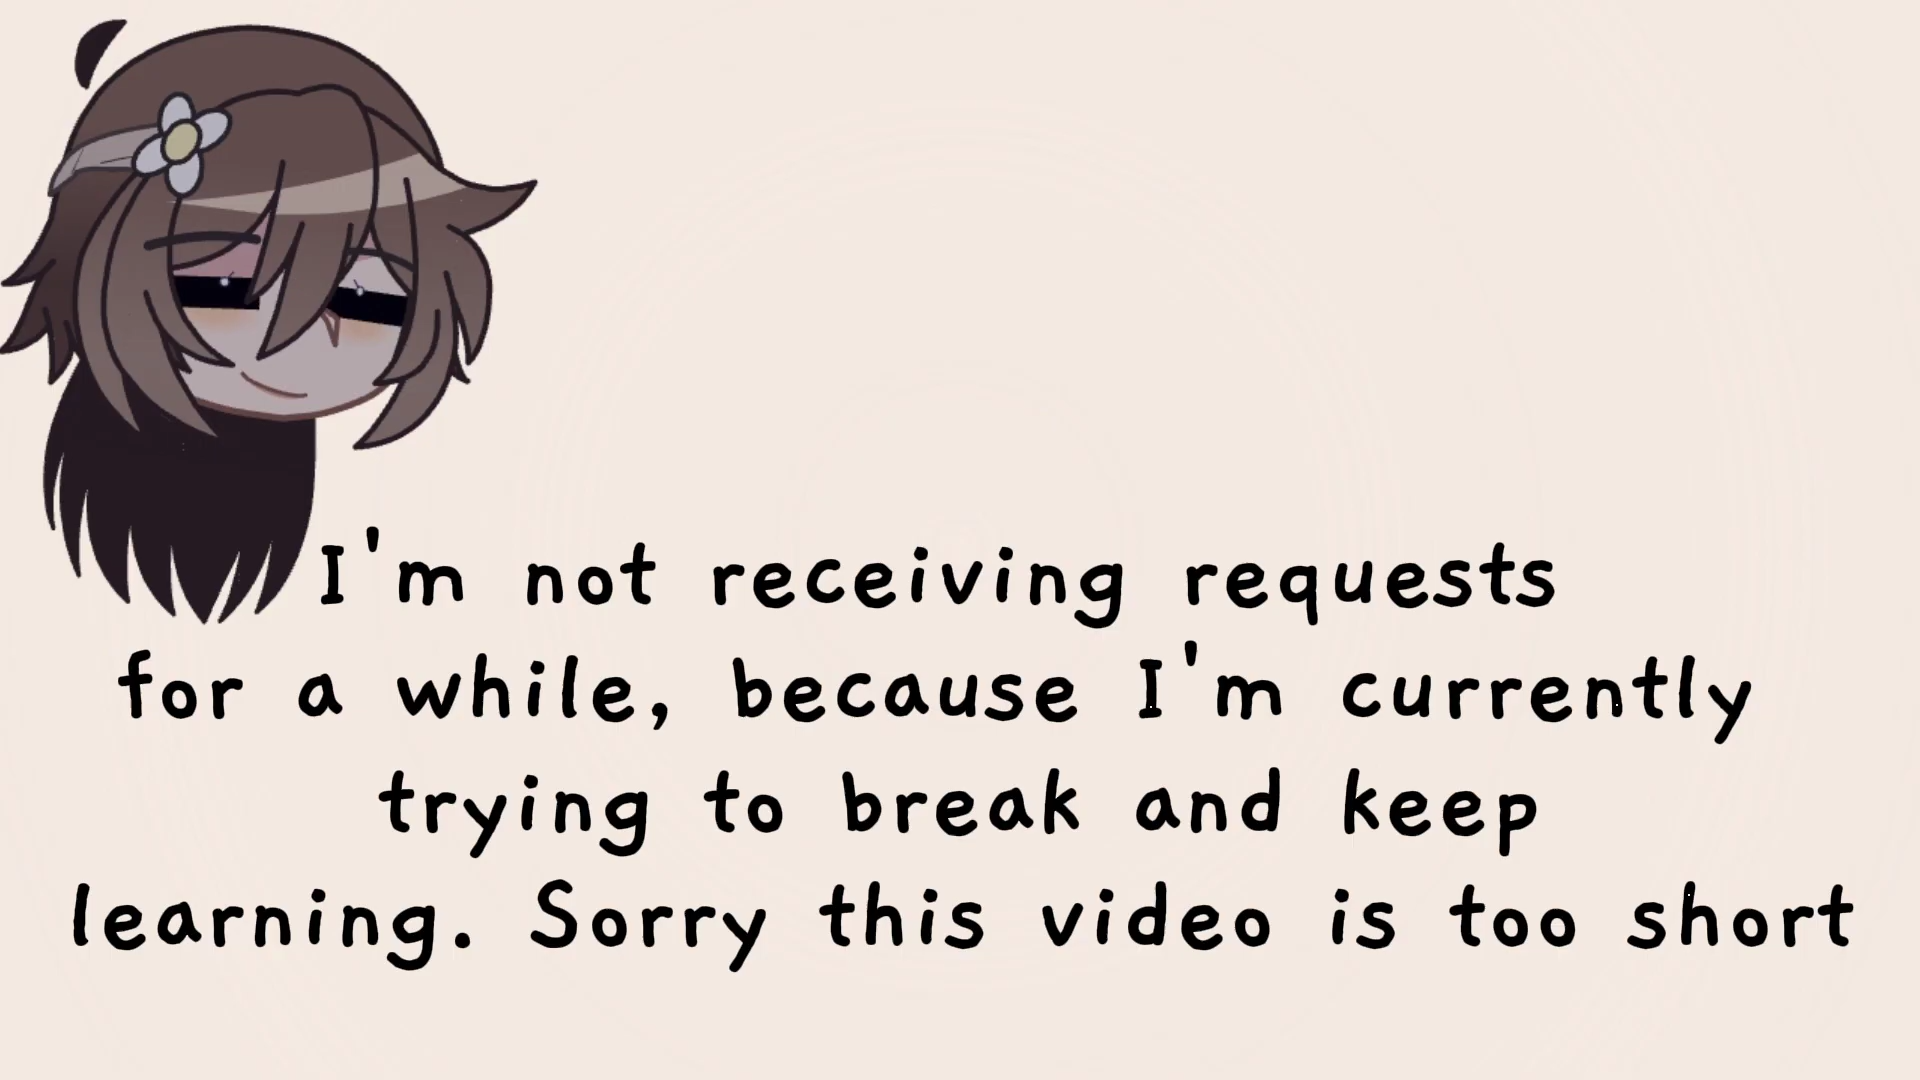 I'm not receiving requests
for a while, because I'm currently
trying to break and keep
learning. Sorry this video is too short